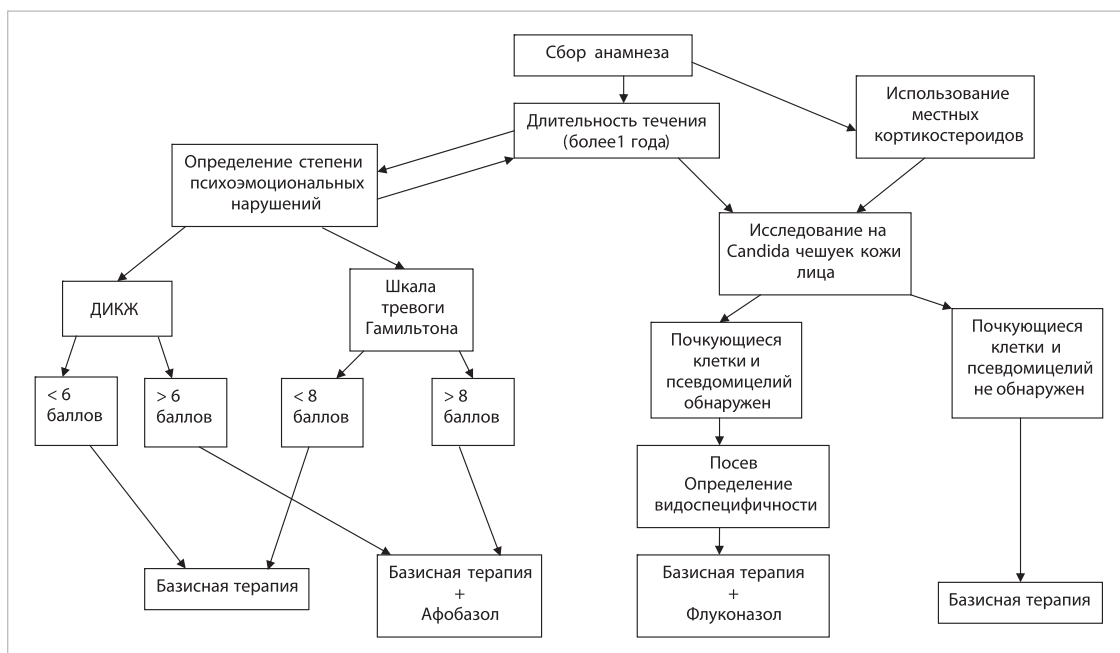 Сбор анамнеза
Использование
местных
кортикостероидов
Длительность течения
(более1 года)
Определение степени
психоэмоциональных
нарушений
Исследование на
Candida чешуек кожи
лица
ДИКЖ
Шкала
тревоги
Гамильтона
Почкующиеся
клетки и
псевдомицелий
обнаружен
Почкующиеся
клетки и
псевдомицелий
не обнаружен
< 6
баллов
> 6
баллов
< 8
баллов
> 8
баллов
Посев
Определение
видоспецифичности
Базисная терапия
Базисная терапия
+
Афобазол
Базисная терапия
+
Флуконазол
Базисная терапия